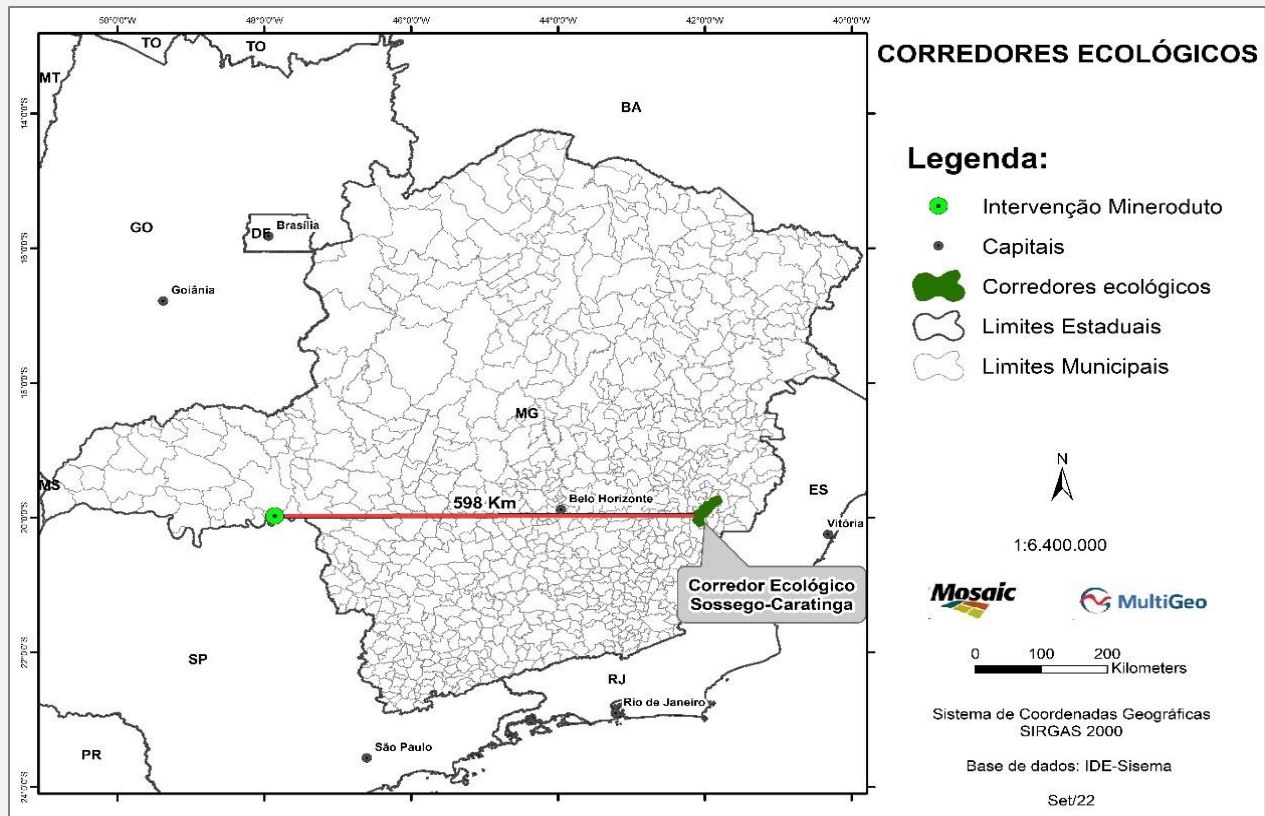 50°0'0"W 48°0'0"W 46°0'0"W 44°0'0"W 42°0'0"W 40°0'0"W
CORREDORES ECOLÓGICOS
TO
TO
MT
BA
14°0'0"S
Legenda:
Intervenção Mineroduto
Capitais
Corredores ecológicos
Limites Estaduais
Limites Municipais
GO
DF
Brasília
16°0'0"S
Goiânia
18°0'0"S
MG
MS
598 Km
Belo Horizonte
ES
Vitória
20°0'0"S
Corredor Ecológico
Sossego-Caratinga
N
1:6.400.000
Mosaic
MultiGeo
0 100 200
Kilometers
22°0'0"S
SP
RJ
Rio de Janeiro
São Paulo
PR
24°0'0"S
Sistema de Coordenadas Geográficas
SIRGAS 2000
Base de dados: IDE-Sisema
Set/22